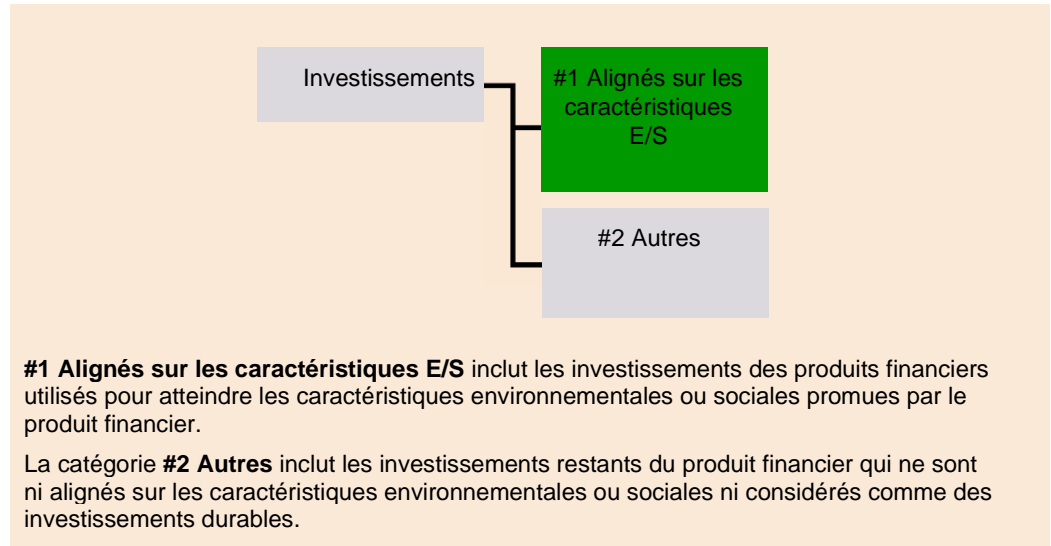 Investissements
#1 Alignés sur les
caractéristiques
E/S
#2 Autres
#1 Alignés sur les caractéristiques E/S inclut les investissements des produits financiers
utilisés pour atteindre les caractéristiques environnementales ou sociales promues par le
produit financier.
La catégorie #2 Autres inclut les investissements restants du produit financier qui ne sont
ni alignés sur les caractéristiques environnementales ou sociales ni considérés comme des
investissements durables.